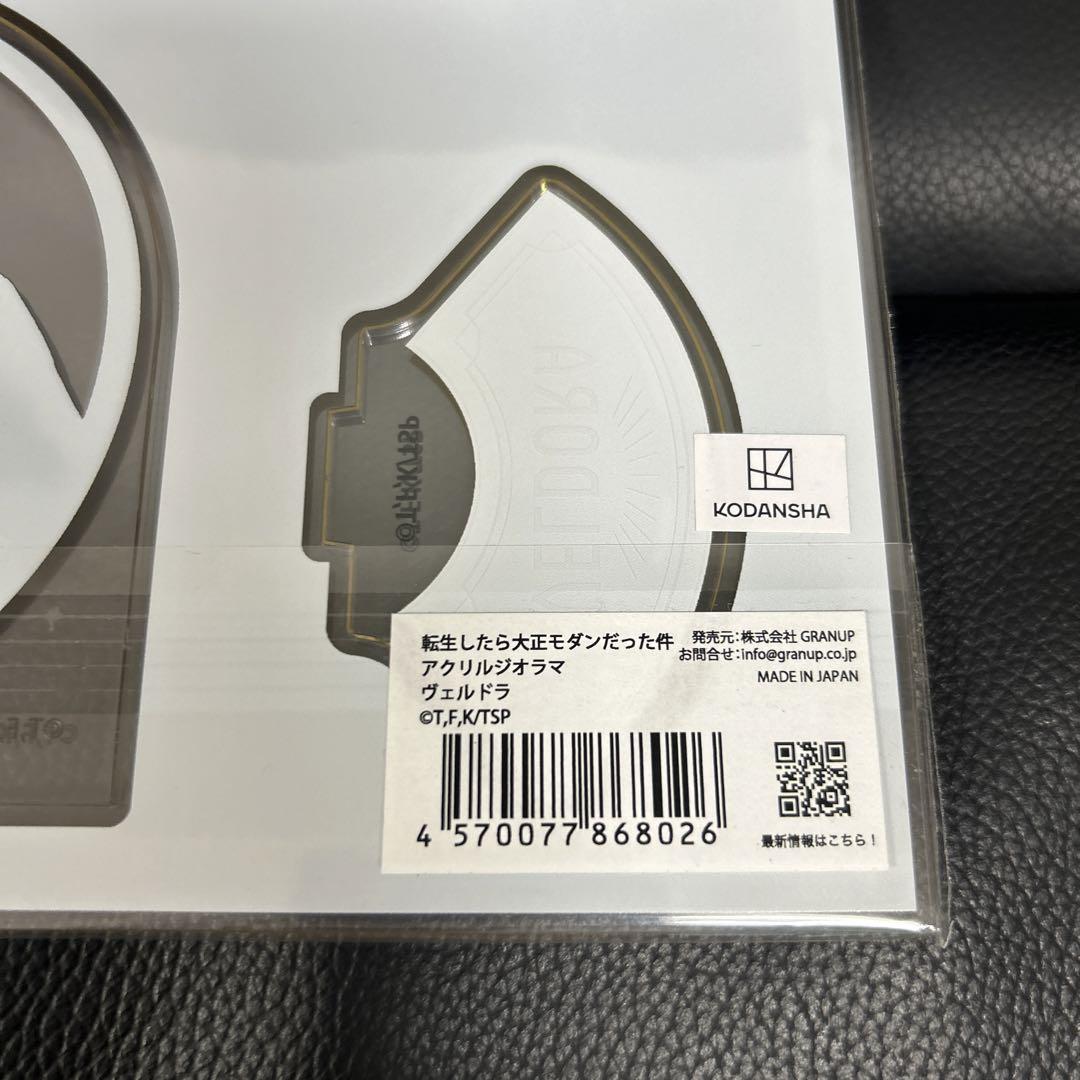 VELDORA
©T,F,K/TSP
KODANSHA
転生したら大正モダンだった件
アクリルジオラマ
ヴェルドラ
©T,F,K/TSP
発売元:株式会社 GRANUP
お問合せ:info@granup.co.jp
MADE IN JAPAN
4 570077 868026
最新情報はこちら!